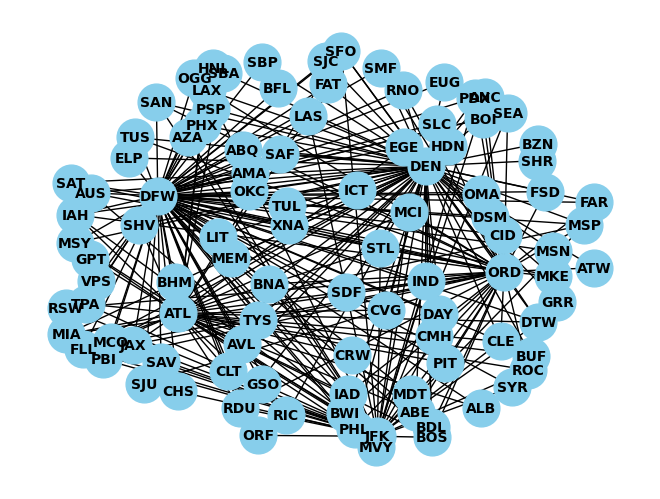 SFO
SJC
SBP
HNL
SBA
OGG
SMF
FAT
EUG
BFL
LAX
RNO
PDX
ANC
SAN
PSP
SEA
LAS
BOI
PHX
SLC
TUS
AZA
BZN
HDN
EGE
ABQ
SAF
ELP
SHR
DEN
AMA
SAT
AUS
OKC
ICT
FSD
OMA
DFW
FAR
TUL
MCI
IAH
DSM
SHV
XNA
MSP
CID
LIT
MSY
STL
MSN
GPT
MEM
ORD
ATW
MKE
VPS
BHM
BNA
IND
SDF
GRR
RSW
TPA
ATL
CVG
DAY
TYS
DTW
MIA
CMH
CLE
MCO
JAX
AVL
FLL
PBI
CRW
BUF
SAV
PIT
CLT
ROC
SJU
GSO
SYR
CHS
IAD
MDT
RDU
RIC
BWI
ABE
ALB
PHL
BDL
ORF
JFK
BOS
MVY